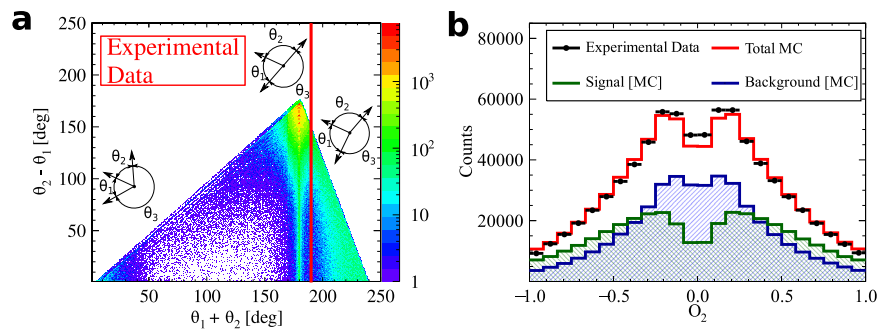 a
250
200
150
100
50
θ2 - θ1 [deg]
Experimental
Data
θ2
θ1
θ3
θ2
θ1
θ3
θ2
θ1
θ3
50
100
150
200
250
θ1 + θ2 [deg]
10³
10²
10
1
b
80000
60000
40000
20000
Counts
Experimental Data
Total MC
Signal [MC]
Background [MC]
−1.0
−0.5
0.0
0.5
1.0
O2